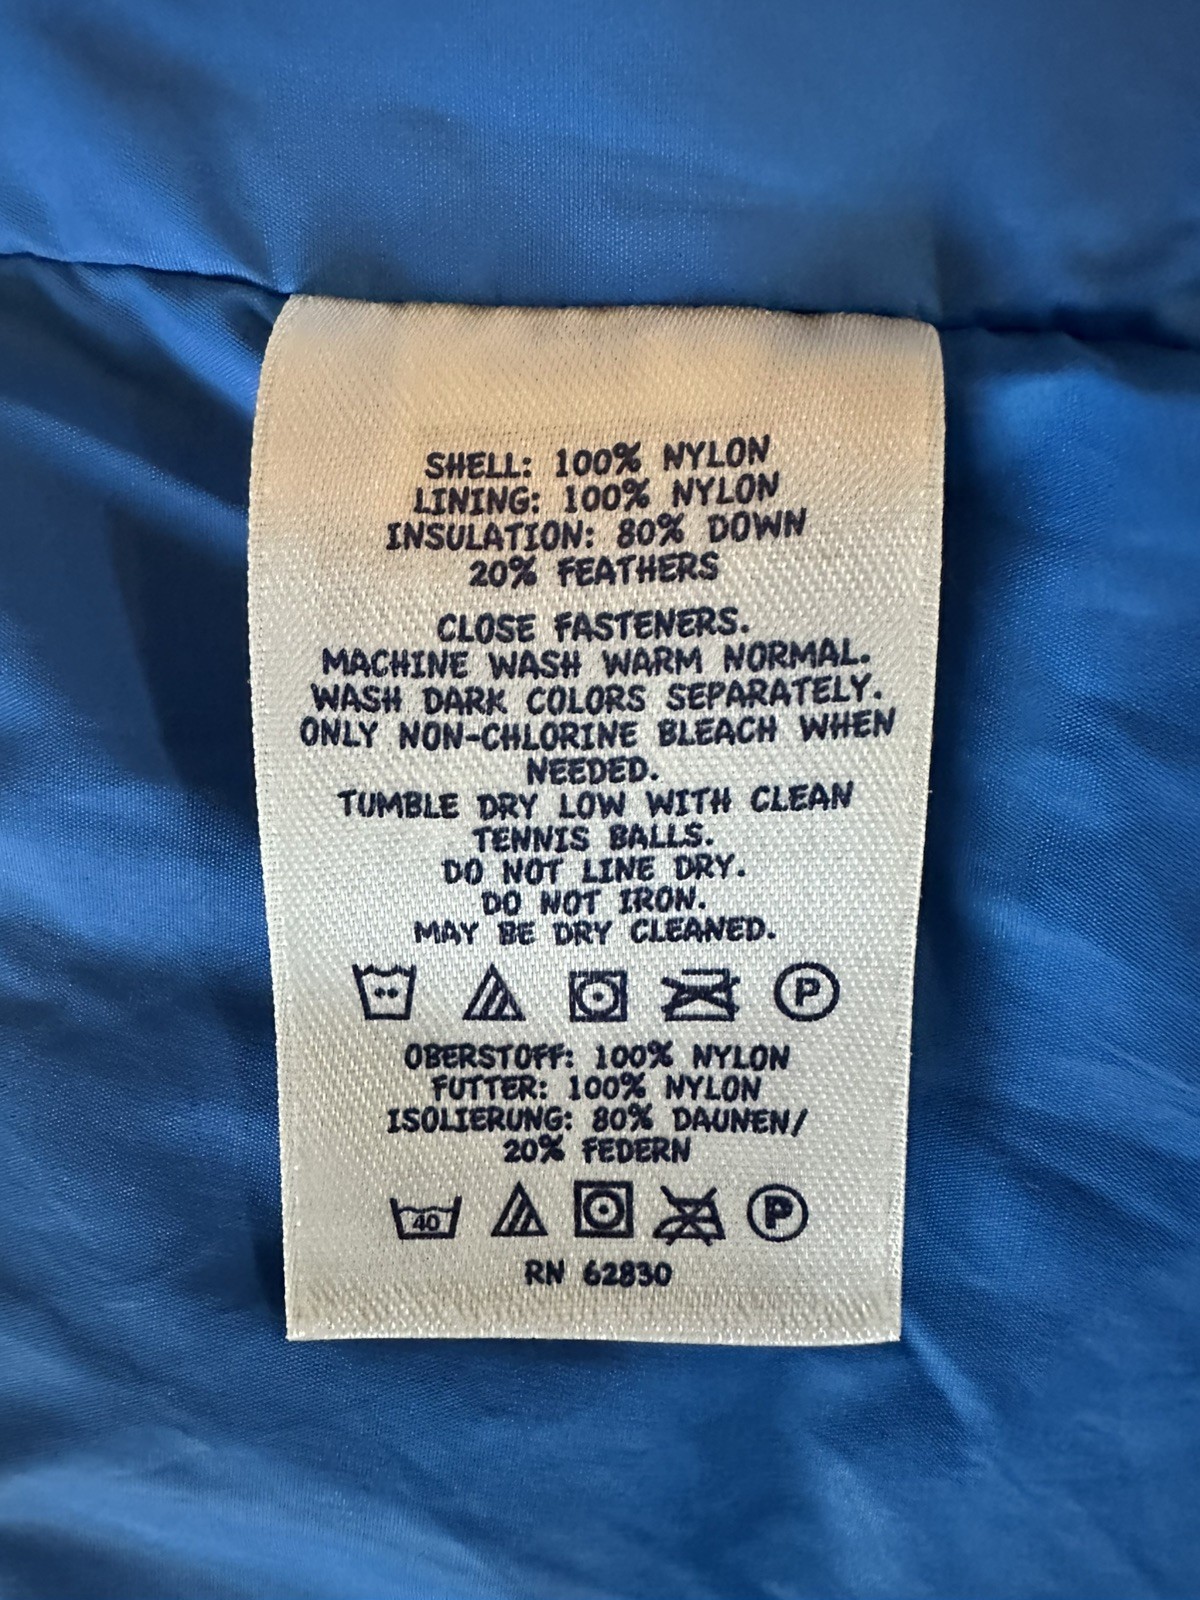 SHELL: 100% NYLON
LINING: 100% NYLON
INSULATION: 80% DOWN
20% FEATHERS
CLOSE FASTENERS.
MACHINE WASH WARM NORMAL.
WASH DARK COLORS SEPARATELY.
ONLY NON-CHLORINE BLEACH WHEN
NEEDED.
TUMBLE DRY LOW WITH CLEAN
TENNIS BALLS.
DO NOT LINE DRY.
DO NOT IRON.
MAY BE DRY CLEANED.
P
OBERSTOFF: 100% NYLON
FUTTER: 100% NYLON
ISOLIERUNG: 80% DAUNEN/
20% FEDERN
40 P
RN 62830